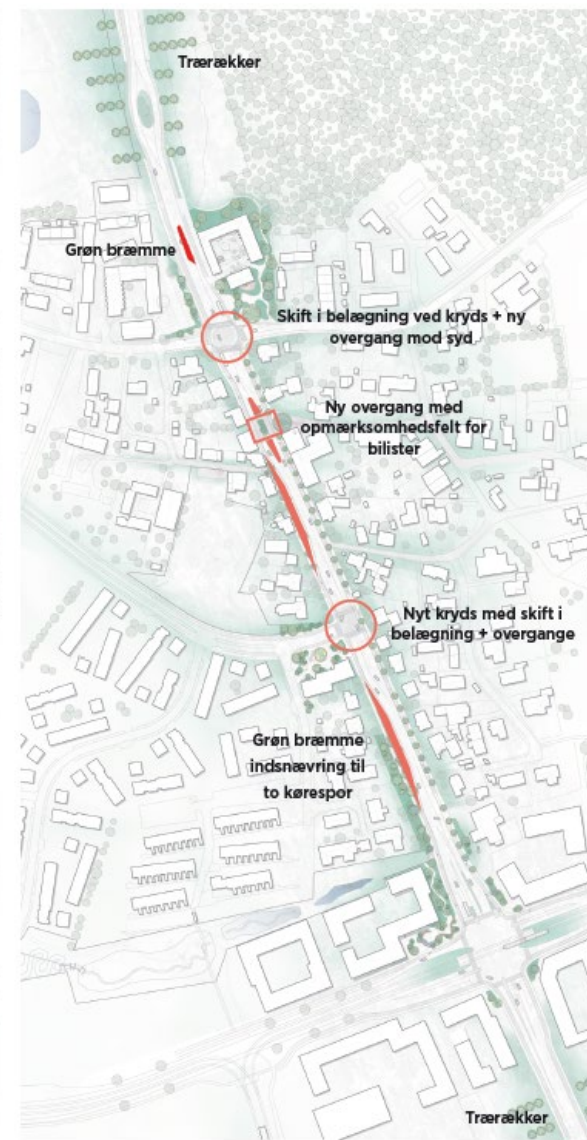 Trærækker
Grøn bræmme
Skift i belægning ved kryds + ny
overgang mod syd
Ny overgang med
opmærksomhedsfelt for
bilister
Nyt kryds med skift i
belægning + overgange
Grøn bræmme
indsnævring til
to kørespor
Trærækker